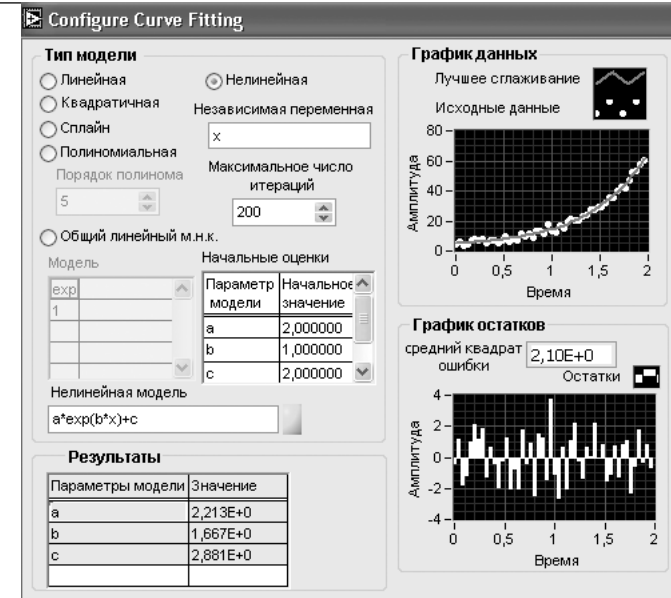 Configure Curve Fitting
Тип модели
Линейная
Нелинейная
Квадратичная
Сплайн
Полиномиальная
Порядок полинома
5
Независимая переменная
x
Максимальное число
итераций
200
Общий линейный м.н.к.
Модель
exp
1
Начальные оценки
Параметр модели Начальное значение
a 2,000000
b 1,000000
c 2,000000
Нелинейная модель
a*exp(b*x)+c
Результаты
Параметры модели Значение
a 2,213E+0
b 1,667E+0
c 2,881E+0
График данных
Лучшее сглаживание
Исходные данные
Амплитуда
80
60
40
20
0
0 0,5 1 1,5 2
Время
График остатков
средний квадрат
ошибки
2,10E+0
Остатки
Амплитуда
4
2
0
-2
-4
0 0,5 1 1,5 2
Время